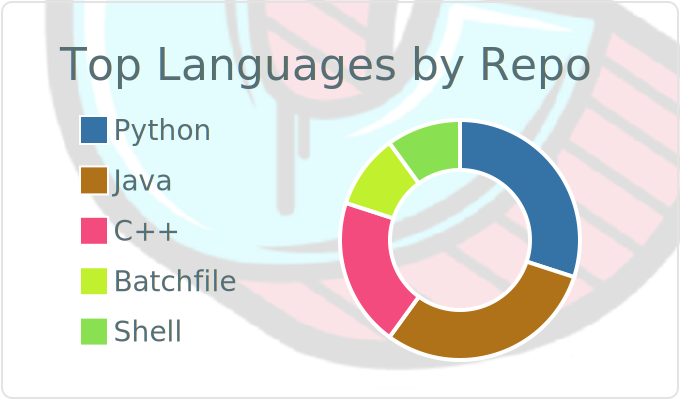 Top Languages by Repo
Python
Java
C++
Batchfile
Shell